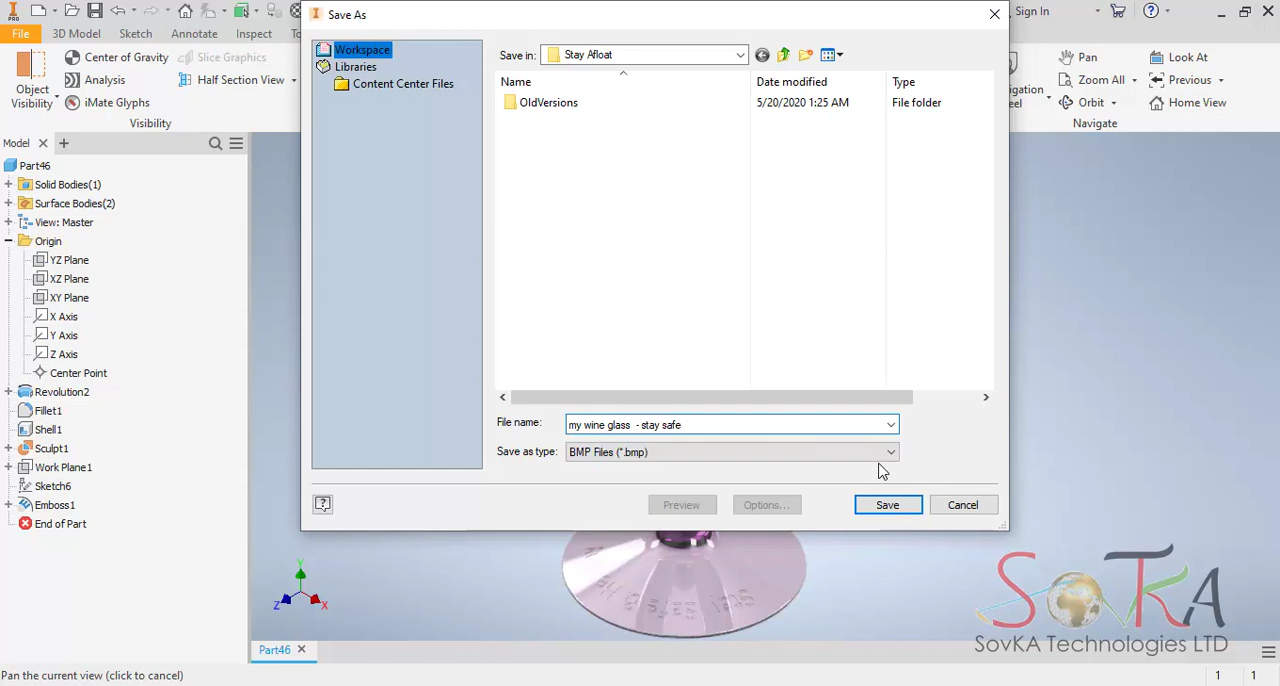 PRO
Save As
Sign In
File
3D Model
Sketch
Annotate
Inspect
Object
Visibility
Center of Gravity
Analysis
iMate Glyphs
Slice Graphics
Half Section View
Visibility
Pan
Zoom All
Orbit
Look At
Previous
Home View
Navigate
Model
Part46
Solid Bodies(1)
Surface Bodies(2)
View: Master
Origin
YZ Plane
XZ Plane
XY Plane
X Axis
Y Axis
Z Axis
Center Point
Revolution2
Fillet1
Shell1
Sculpt1
Work Plane1
Sketch6
Emboss1
End of Part
Workspace
Libraries
Content Center Files
Save in:
Stay Afloat
Name
Date modified
Type
OldVersions
5/20/2020 1:25 AM
File folder
File name:
my wine glass  - stay safe
Save as type:
BMP Files (*.bmp)
Preview
Options...
Save
Cancel
Y
Z
X
SoVKA
SovKA Technologies LTD
Part46
Pan the current view (click to cancel)
1
1